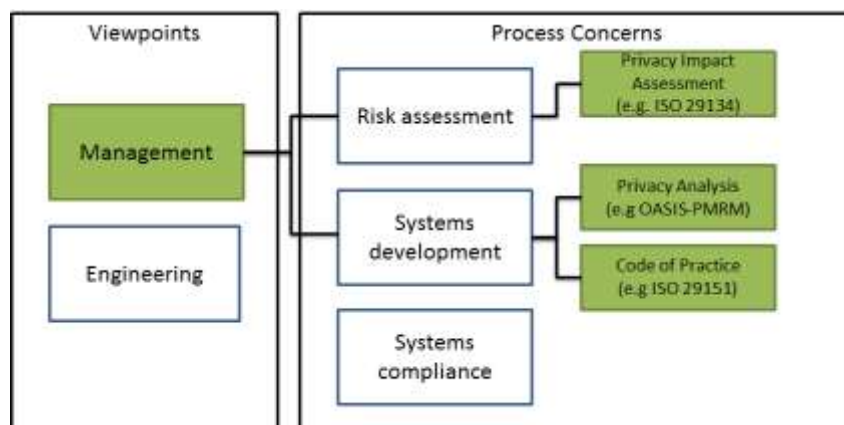 Viewpoints
Management
Engineering
Process Concerns
Risk assessment
Privacy Impact
Assessment
(e.g. ISO 29134)
Systems
development
Privacy Analysis
(e.g OASIS-PMRM)
Code of Practice
(e.g ISO 29151)
Systems
compliance